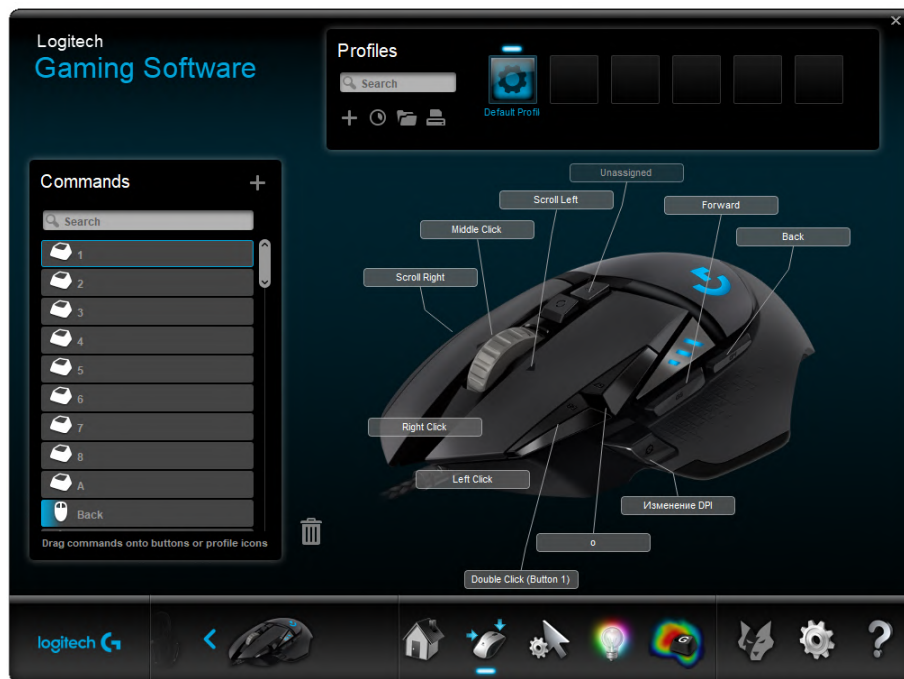 Logitech
Gaming Software
Profiles
Search
Default Profil
Commands
Search
1
2
3
4
5
6
7
8
A
Back
Drag commands onto buttons or profile icons
Unassigned
Scroll Left
Forward
Middle Click
Back
Scroll Right
Right Click
Left Click
Изменение DPI
o
Double Click (Button 1)
logitech G
G
?